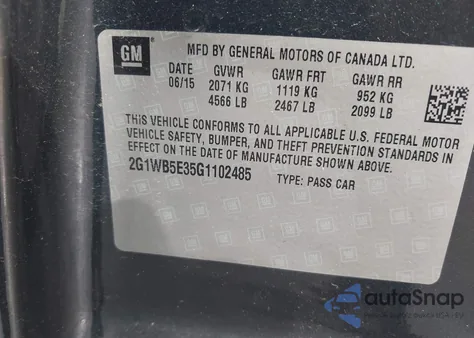 GM
MFD BY GENERAL MOTORS OF CANADA LTD.
DATE GVWR GAWR FRT GAWR RR
06/15 2071 KG 1119 KG 952 KG
4566 LB 2467 LB 2099 LB
THIS VEHICLE CONFORMS TO ALL APPLICABLE U.S. FEDERAL MOTOR
VEHICLE SAFETY, BUMPER, AND THEFT PREVENTION STANDARDS IN
EFFECT ON THE DATE OF MANUFACTURE SHOWN ABOVE.
2G1WB5E35G1102485 TYPE: PASS CAR
autoSnap